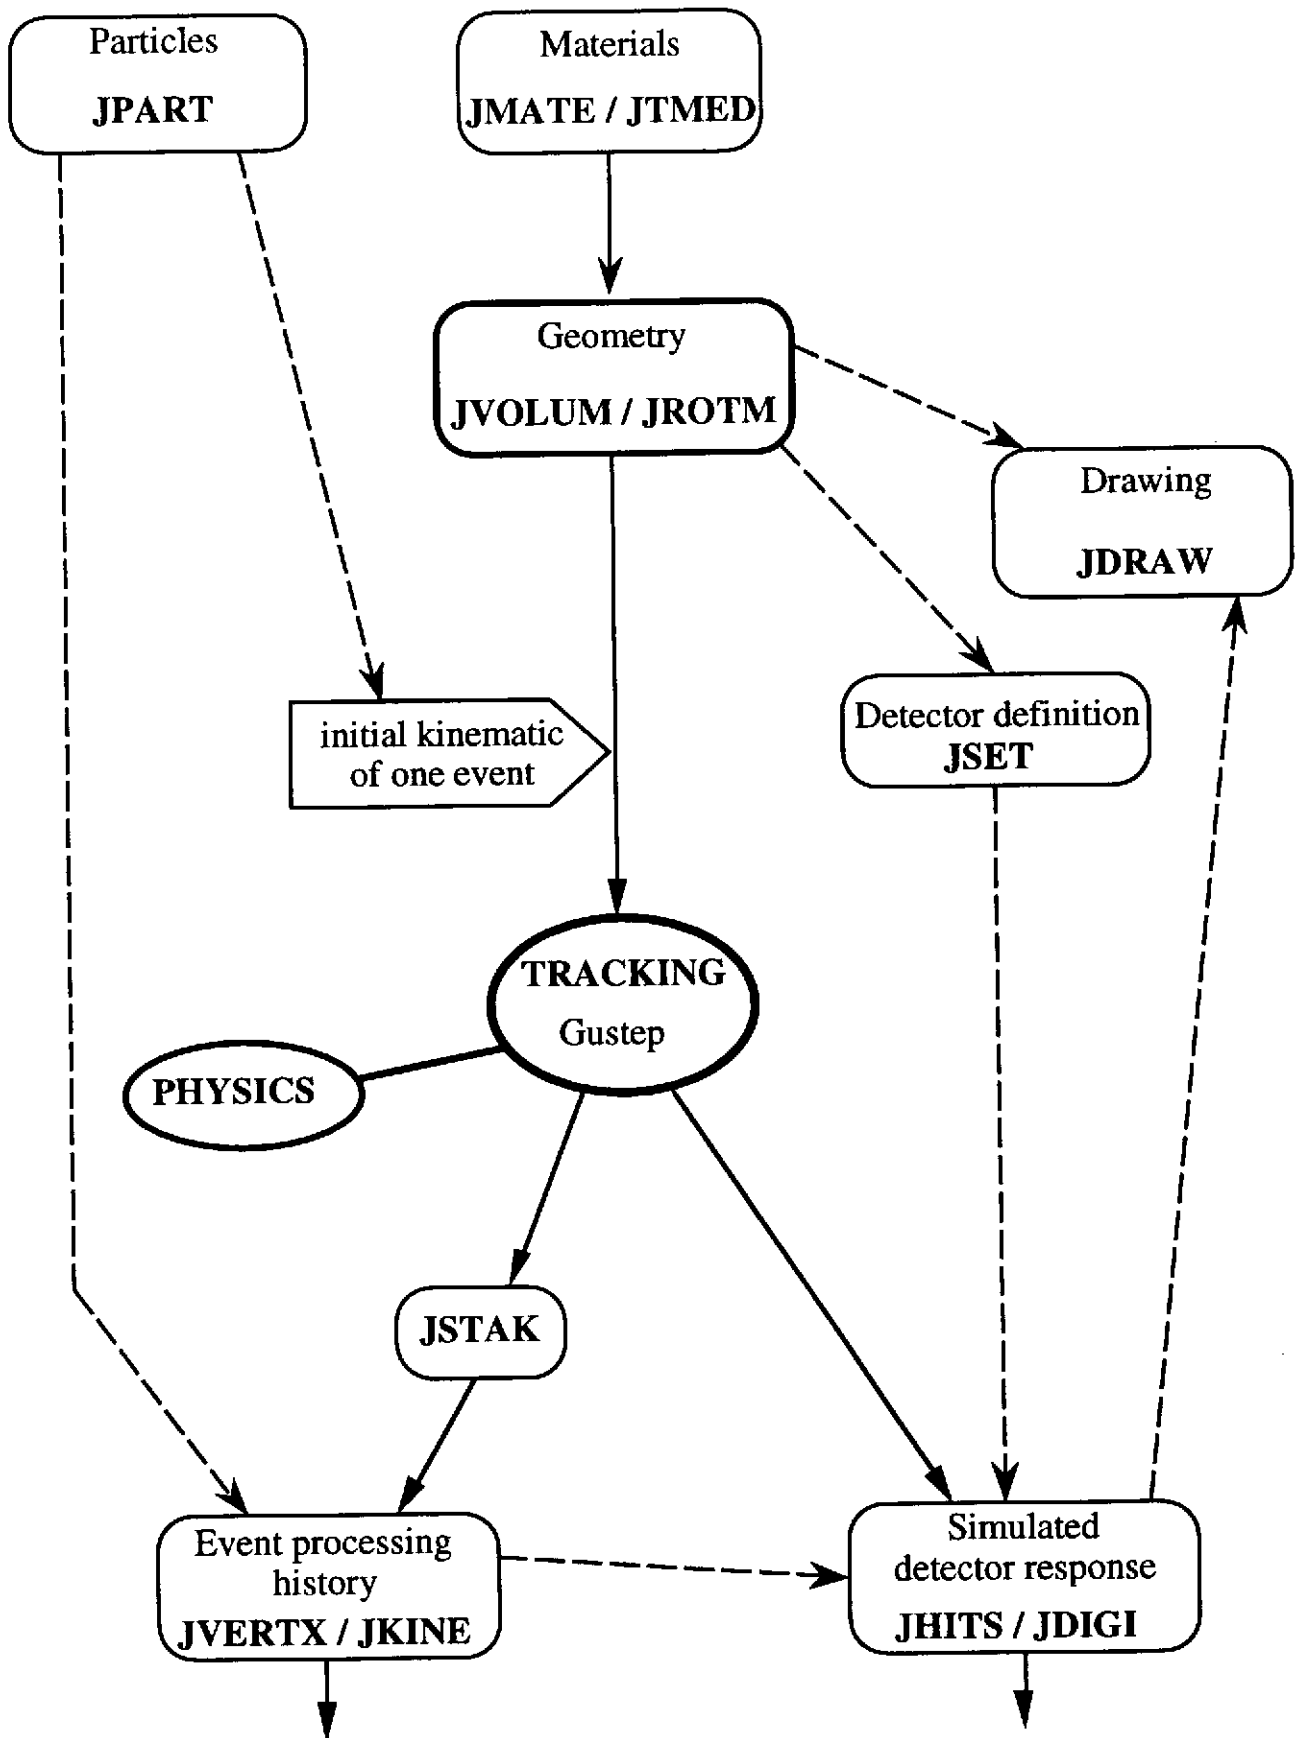 Particles
JPART
Materials
JMATE / JTMED
Geometry
JVOLUM / JROTM
Drawing
JDRAW
initial kinematic
of one event
Detector definition
JSET
TRACKING
Gustep
PHYSICS
JSTAK
Event processing
history
JVERTX / JKINE
Simulated
detector response
JHITS / JDIGI